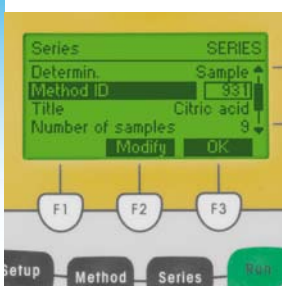 Series SERIES
Determin. Sample
Method ID 931
Title Citric acid
Number of samples 9
Modify OK
F1 F2 F3
Setup Method Series Run